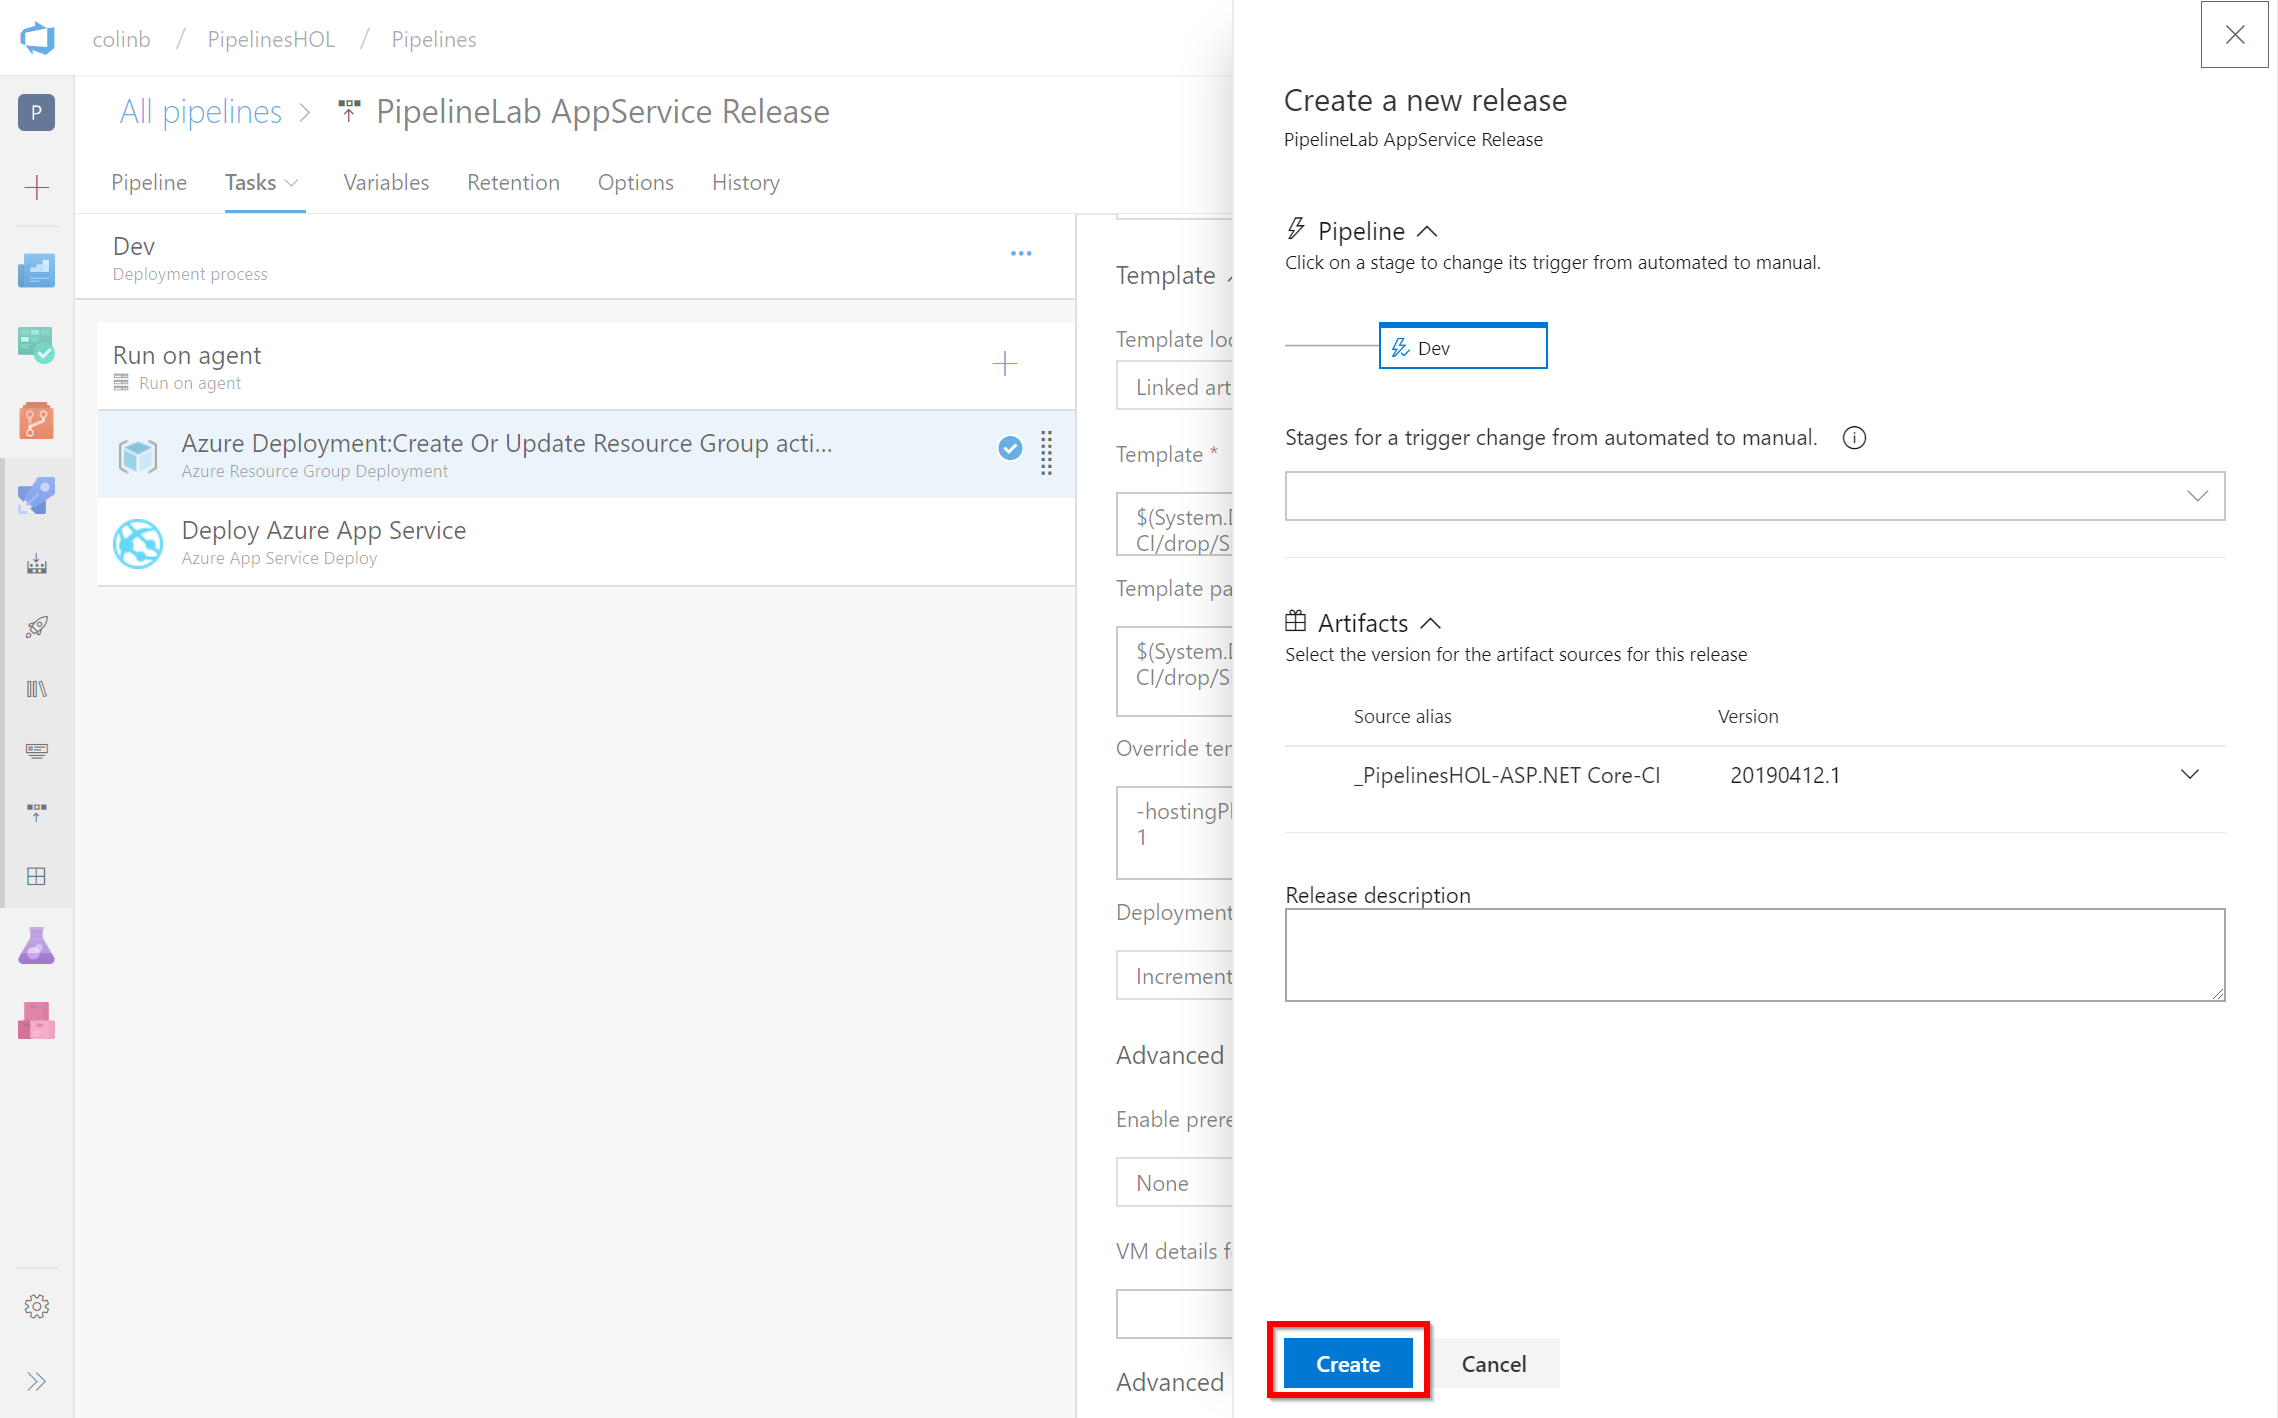 colinb / PipelinesHOL / Pipelines
P
All pipelines > PipelineLab AppService Release
Pipeline Tasks Variables Retention Options History
Dev
Deployment process
Run on agent
Run on agent
Azure Deployment:Create Or Update Resource Group acti...
Azure Resource Group Deployment
Deploy Azure App Service
Azure App Service Deploy
Template
Template loc
Linked art
Template *
$(System.D
CI/drop/S
Template pa
$(System.D
CI/drop/S
Override ter
-hostingPl
1
Deployment
Increment
Advanced
Enable prere
None
VM details f
Advanced
Create a new release
PipelineLab AppService Release
Pipeline
Click on a stage to change its trigger from automated to manual.
Dev
Stages for a trigger change from automated to manual.
Artifacts
Select the version for the artifact sources for this release
Source alias Version
_PipelinesHOL-ASP.NET Core-CI 20190412.1
Release description
Create Cancel